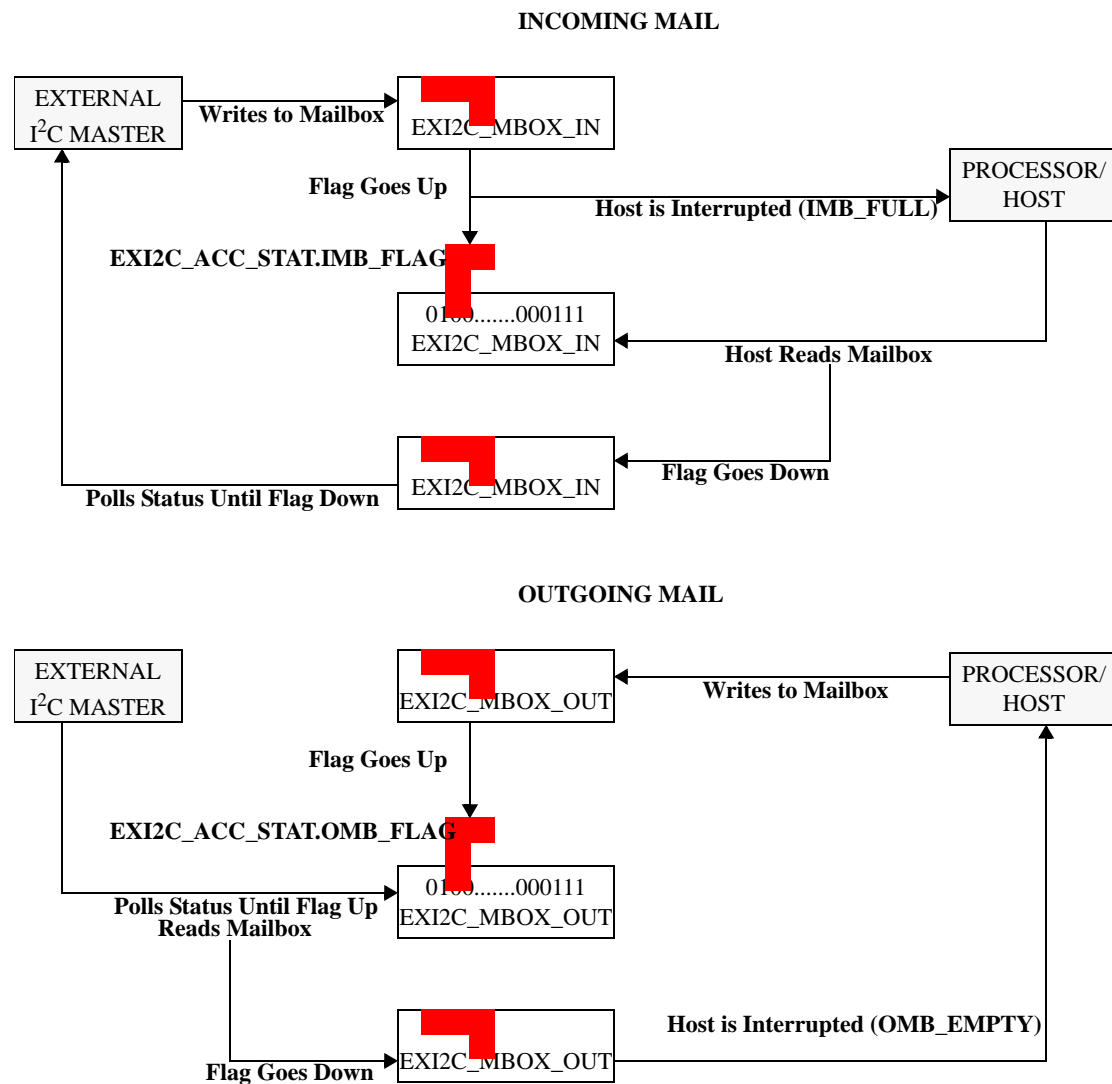 INCOMING MAIL
EXTERNAL
I²C MASTER
Writes to Mailbox
EXI2C_MBOX_IN
Flag Goes Up
PROCESSOR/
HOST
Host is Interrupted (IMB_FULL)
EXI2C_ACC_STAT.IMB_FLAG
0100.......000111
EXI2C_MBOX_IN
Host Reads Mailbox
EXI2C_MBOX_IN
Flag Goes Down
Polls Status Until Flag Down
OUTGOING MAIL
EXTERNAL
I²C MASTER
EXI2C_MBOX_OUT
Writes to Mailbox
PROCESSOR/
HOST
Flag Goes Up
EXI2C_ACC_STAT.OMB_FLAG
0100.......000111
EXI2C_MBOX_OUT
Polls Status Until Flag Up
Reads Mailbox
Host is Interrupted (OMB_EMPTY)
EXI2C_MBOX_OUT
Flag Goes Down